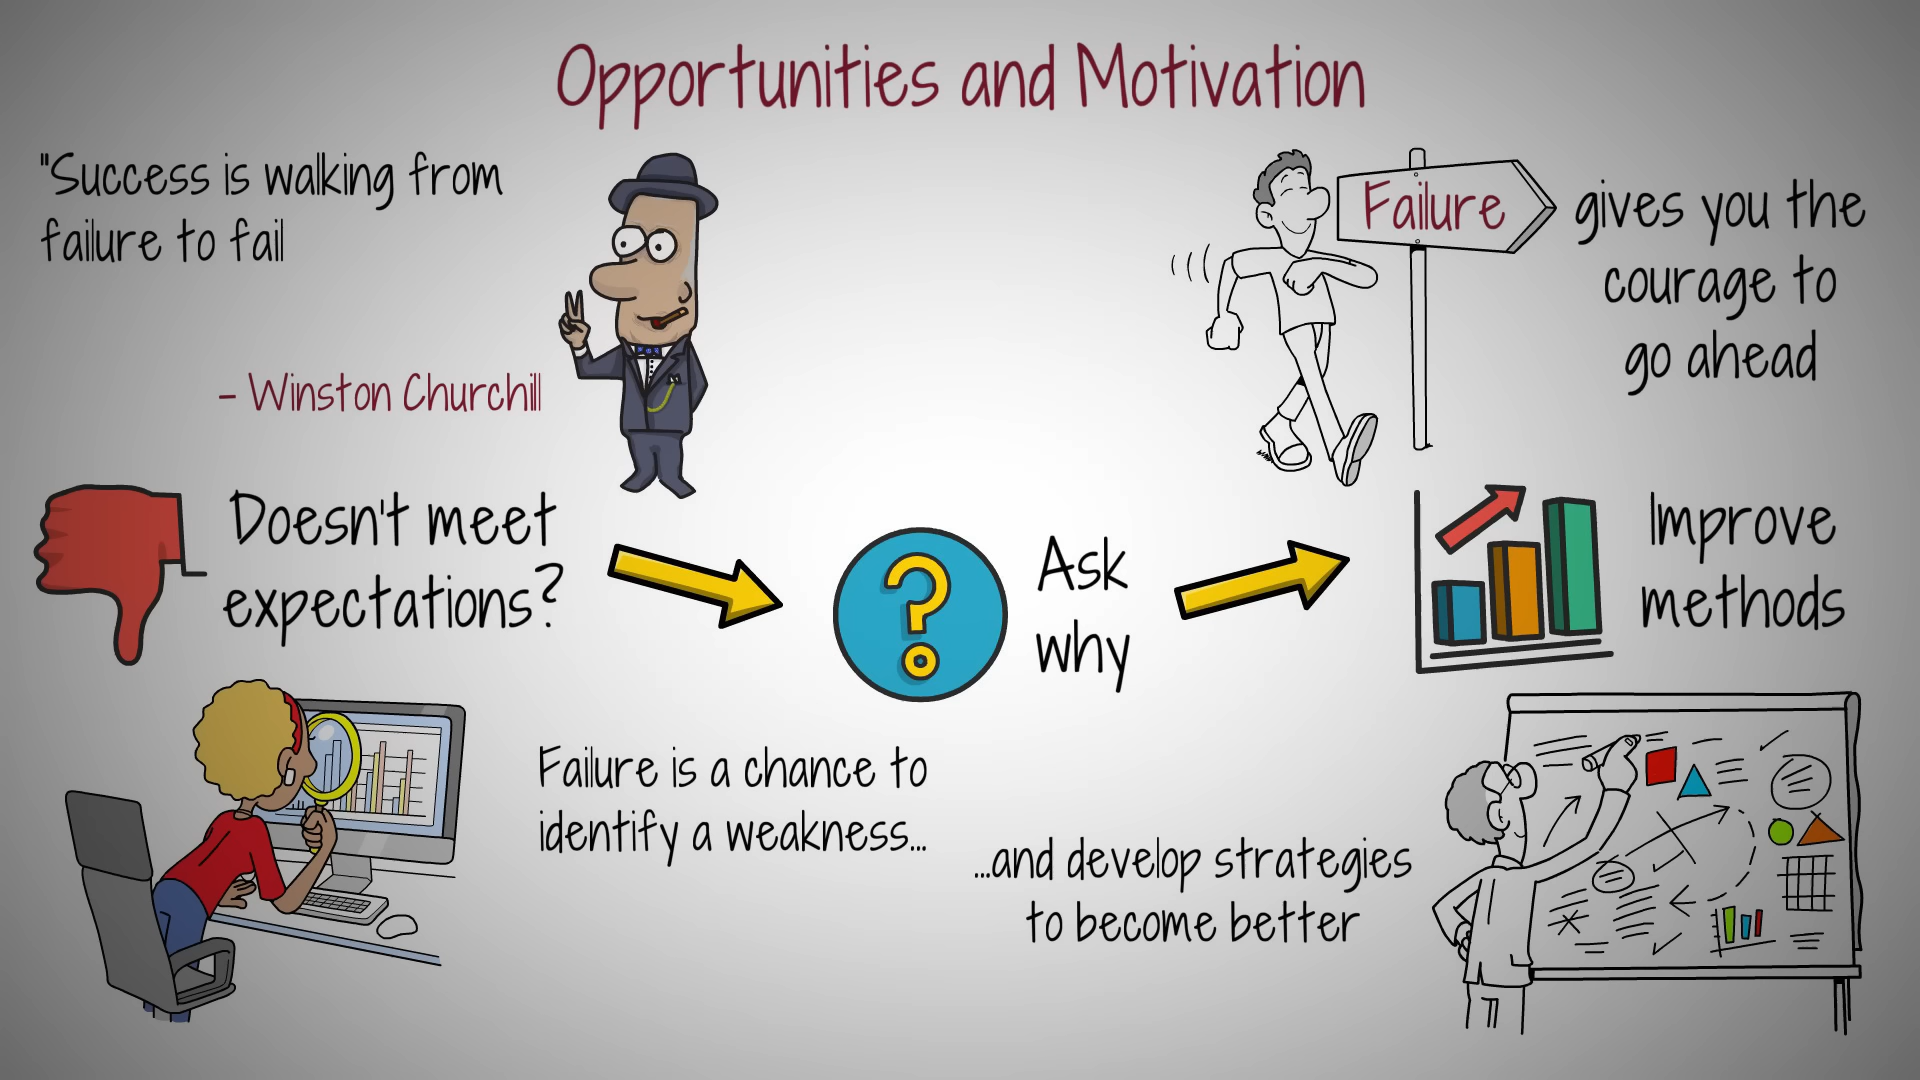 Opportunities and Motivation
"Success is walking from
failure to fail
- Winston Churchill
Failure
gives you the
courage to
go ahead
Doesn't meet
expectations?
?
Ask
why
Improve
methods
Failure is a chance to
identify a weakness...
...and develop strategies
to become better